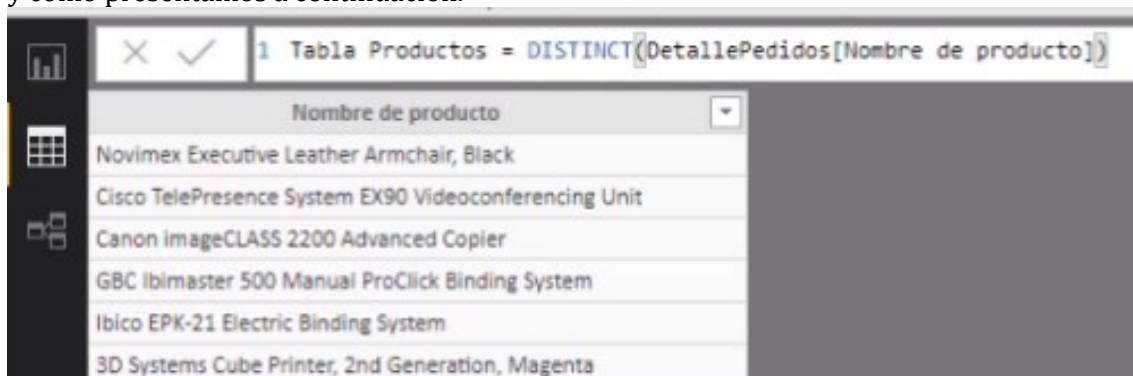 y como presentamos a continuación.
1 Tabla Productos = DISTINCT(DetallePedidos[Nombre de producto])
Nombre de producto
Novimex Executive Leather Armchair, Black
Cisco TelePresence System EX90 Videoconferencing Unit
Canon imageCLASS 2200 Advanced Copier
GBC Ibimaster 500 Manual ProClick Binding System
Ibico EPK-21 Electric Binding System
3D Systems Cube Printer, 2nd Generation, Magenta